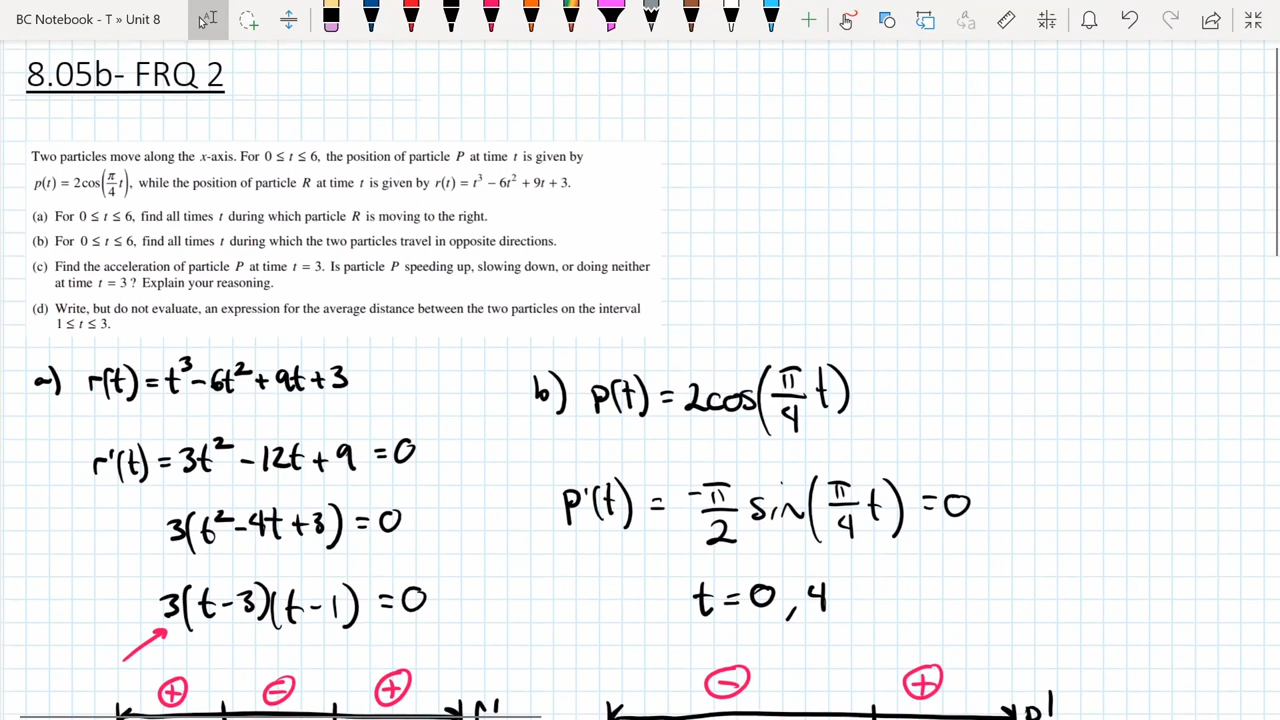 BC Notebook - T » Unit 8
8.05b- FRQ 2
Two particles move along the x-axis. For 0 ≤ t ≤ 6, the position of particle P at time t is given by
p(t) = 2cos(π/4 t), while the position of particle R at time t is given by r(t) = t³ − 6t² + 9t + 3.
(a) For 0 ≤ t ≤ 6, find all times t during which particle R is moving to the right.
(b) For 0 ≤ t ≤ 6, find all times t during which the two particles travel in opposite directions.
(c) Find the acceleration of particle P at time t = 3. Is particle P speeding up, slowing down, or doing neither
at time t = 3 ? Explain your reasoning.
(d) Write, but do not evaluate, an expression for the average distance between the two particles on the interval
1 ≤ t ≤ 3.
a) r(t) = t³ - 6t² + 9t + 3
r'(t) = 3t² - 12t + 9 = 0
3(t² - 4t + 3) = 0
3(t - 3)(t - 1) = 0
+ − +
r'
b) p(t) = 2cos(π/4 t)
p'(t) = -π/2 sin(π/4 t) = 0
t = 0, 4
− +
p'